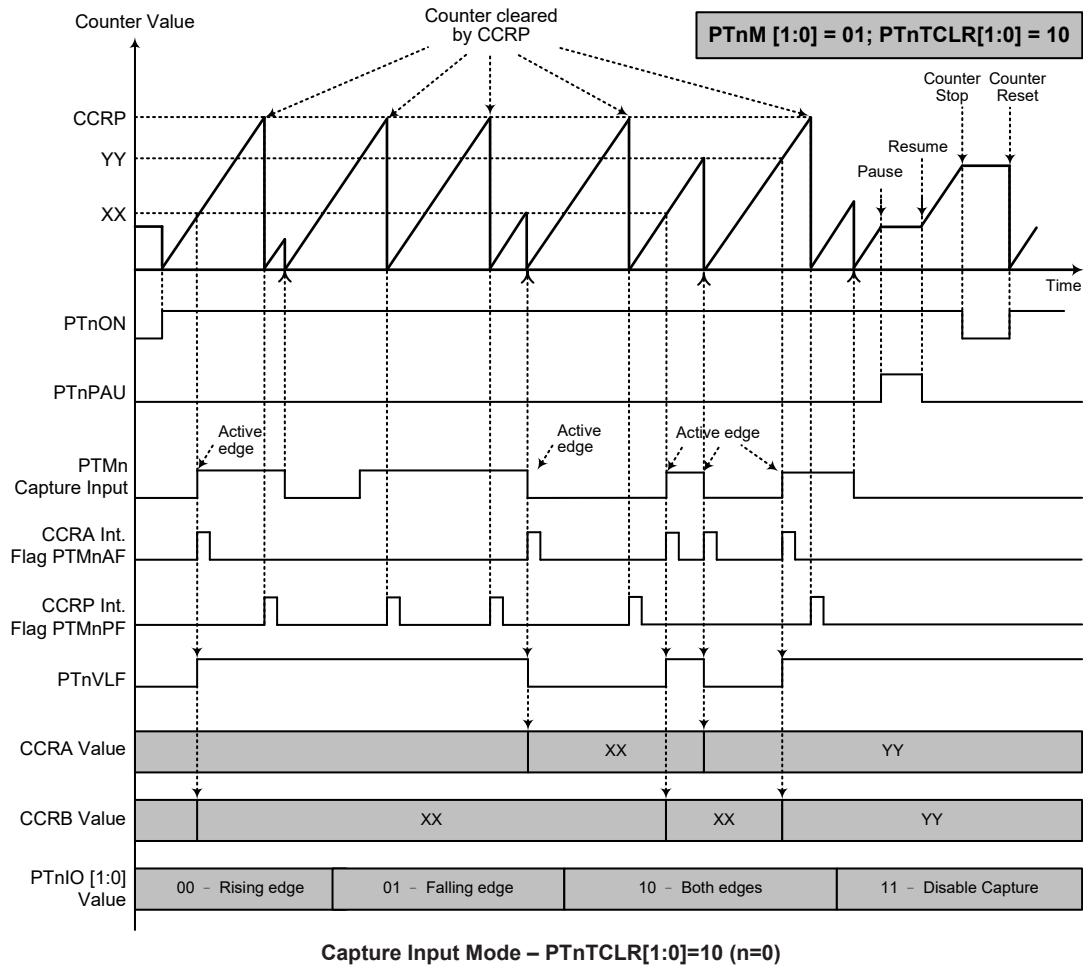 Counter Value
Counter cleared
by CCRP
PTnM [1:0] = 01; PTnTCLR[1:0] = 10
Counter
Stop
Counter
Reset
CCRP
YY
Resume
Pause
XX
Time
PTnON
PTnPAU
Active
edge
Active
edge
Active edge
PTMn
Capture Input
CCRA Int.
Flag PTMnAF
CCRP Int.
Flag PTMnPF
PTnVLF
CCRA Value
XX
YY
CCRB Value
XX
XX
YY
PTnIO [1:0]
Value
00 – Rising edge
01 – Falling edge
10 – Both edges
11 – Disable Capture
Capture Input Mode – PTnTCLR[1:0]=10 (n=0)